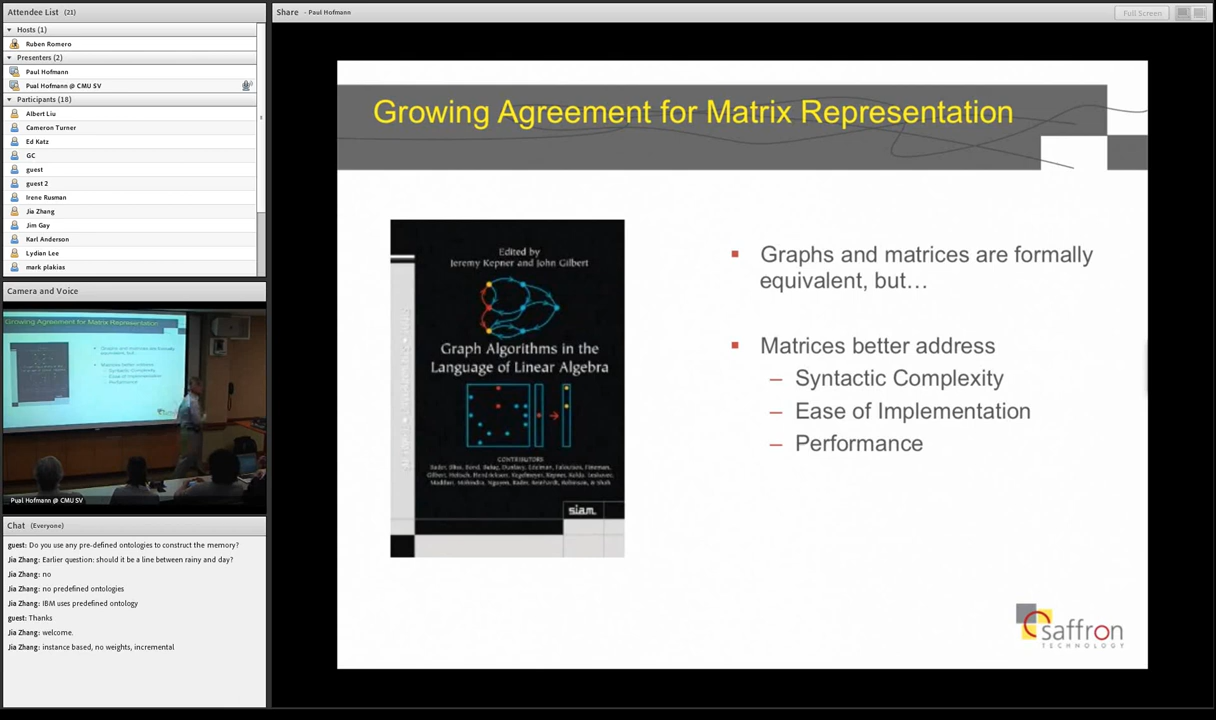 Attendee List (21)
Hosts (1)
Ruben Romero
Presenters (2)
Paul Hofmann
Pual Hofmann @ CMU SV
Participants (18)
Albert Liu
Cameron Turner
Ed Katz
GC
guest
guest 2
Irene Rusman
Jia Zhang
Jim Gay
Karl Anderson
Lydian Lee
mark plakias
Camera and Voice
Growing Agreement for Matrix Representation
Pual Hofmann @ CMU SV
Chat (Everyone)
guest: Do you use any pre-defined ontologies to construct the memory?
Jia Zhang: Earlier question: should it be a line between rainy and day?
Jia Zhang: no
Jia Zhang: no predefined ontologies
Jia Zhang: IBM uses predefined ontology
guest: Thanks
Jia Zhang: welcome.
Jia Zhang: instance based, no weights, incremental
Share - Paul Hofmann
Full Screen
Growing Agreement for Matrix Representation
Edited by
Jeremy Kepner and John Gilbert
Graph Algorithms in the
Language of Linear Algebra
CONTRIBUTORS
siam.
Graphs and matrices are formally
equivalent, but…
Matrices better address
– Syntactic Complexity
– Ease of Implementation
– Performance
saffron
TECHNOLOGY